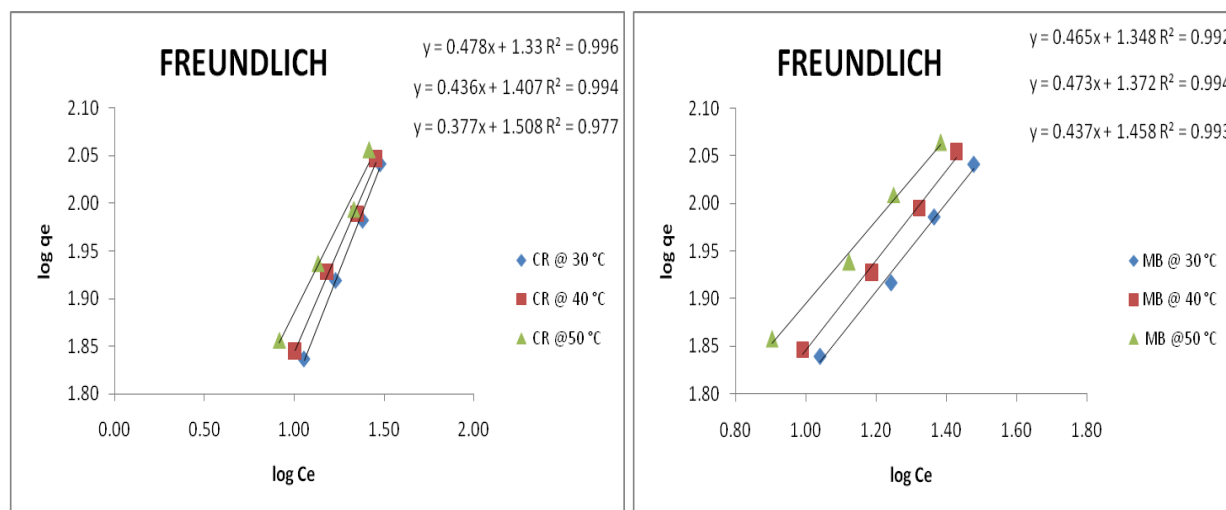 FREUNDLICH
y = 0.478x + 1.33 R² = 0.996
y = 0.436x + 1.407 R² = 0.994
y = 0.377x + 1.508 R² = 0.977
2.10
2.05
2.00
1.95
1.90
1.85
1.80
log qe
0.00 0.50 1.00 1.50 2.00
log Ce
CR @ 30 °C
CR @ 40 °C
CR @50 °C
FREUNDLICH
y = 0.465x + 1.348 R² = 0.992
y = 0.473x + 1.372 R² = 0.994
y = 0.437x + 1.458 R² = 0.993
2.10
2.05
2.00
1.95
1.90
1.85
1.80
log qe
0.80 1.00 1.20 1.40 1.60 1.80
log Ce
MB @ 30 °C
MB @ 40 °C
MB @50 °C